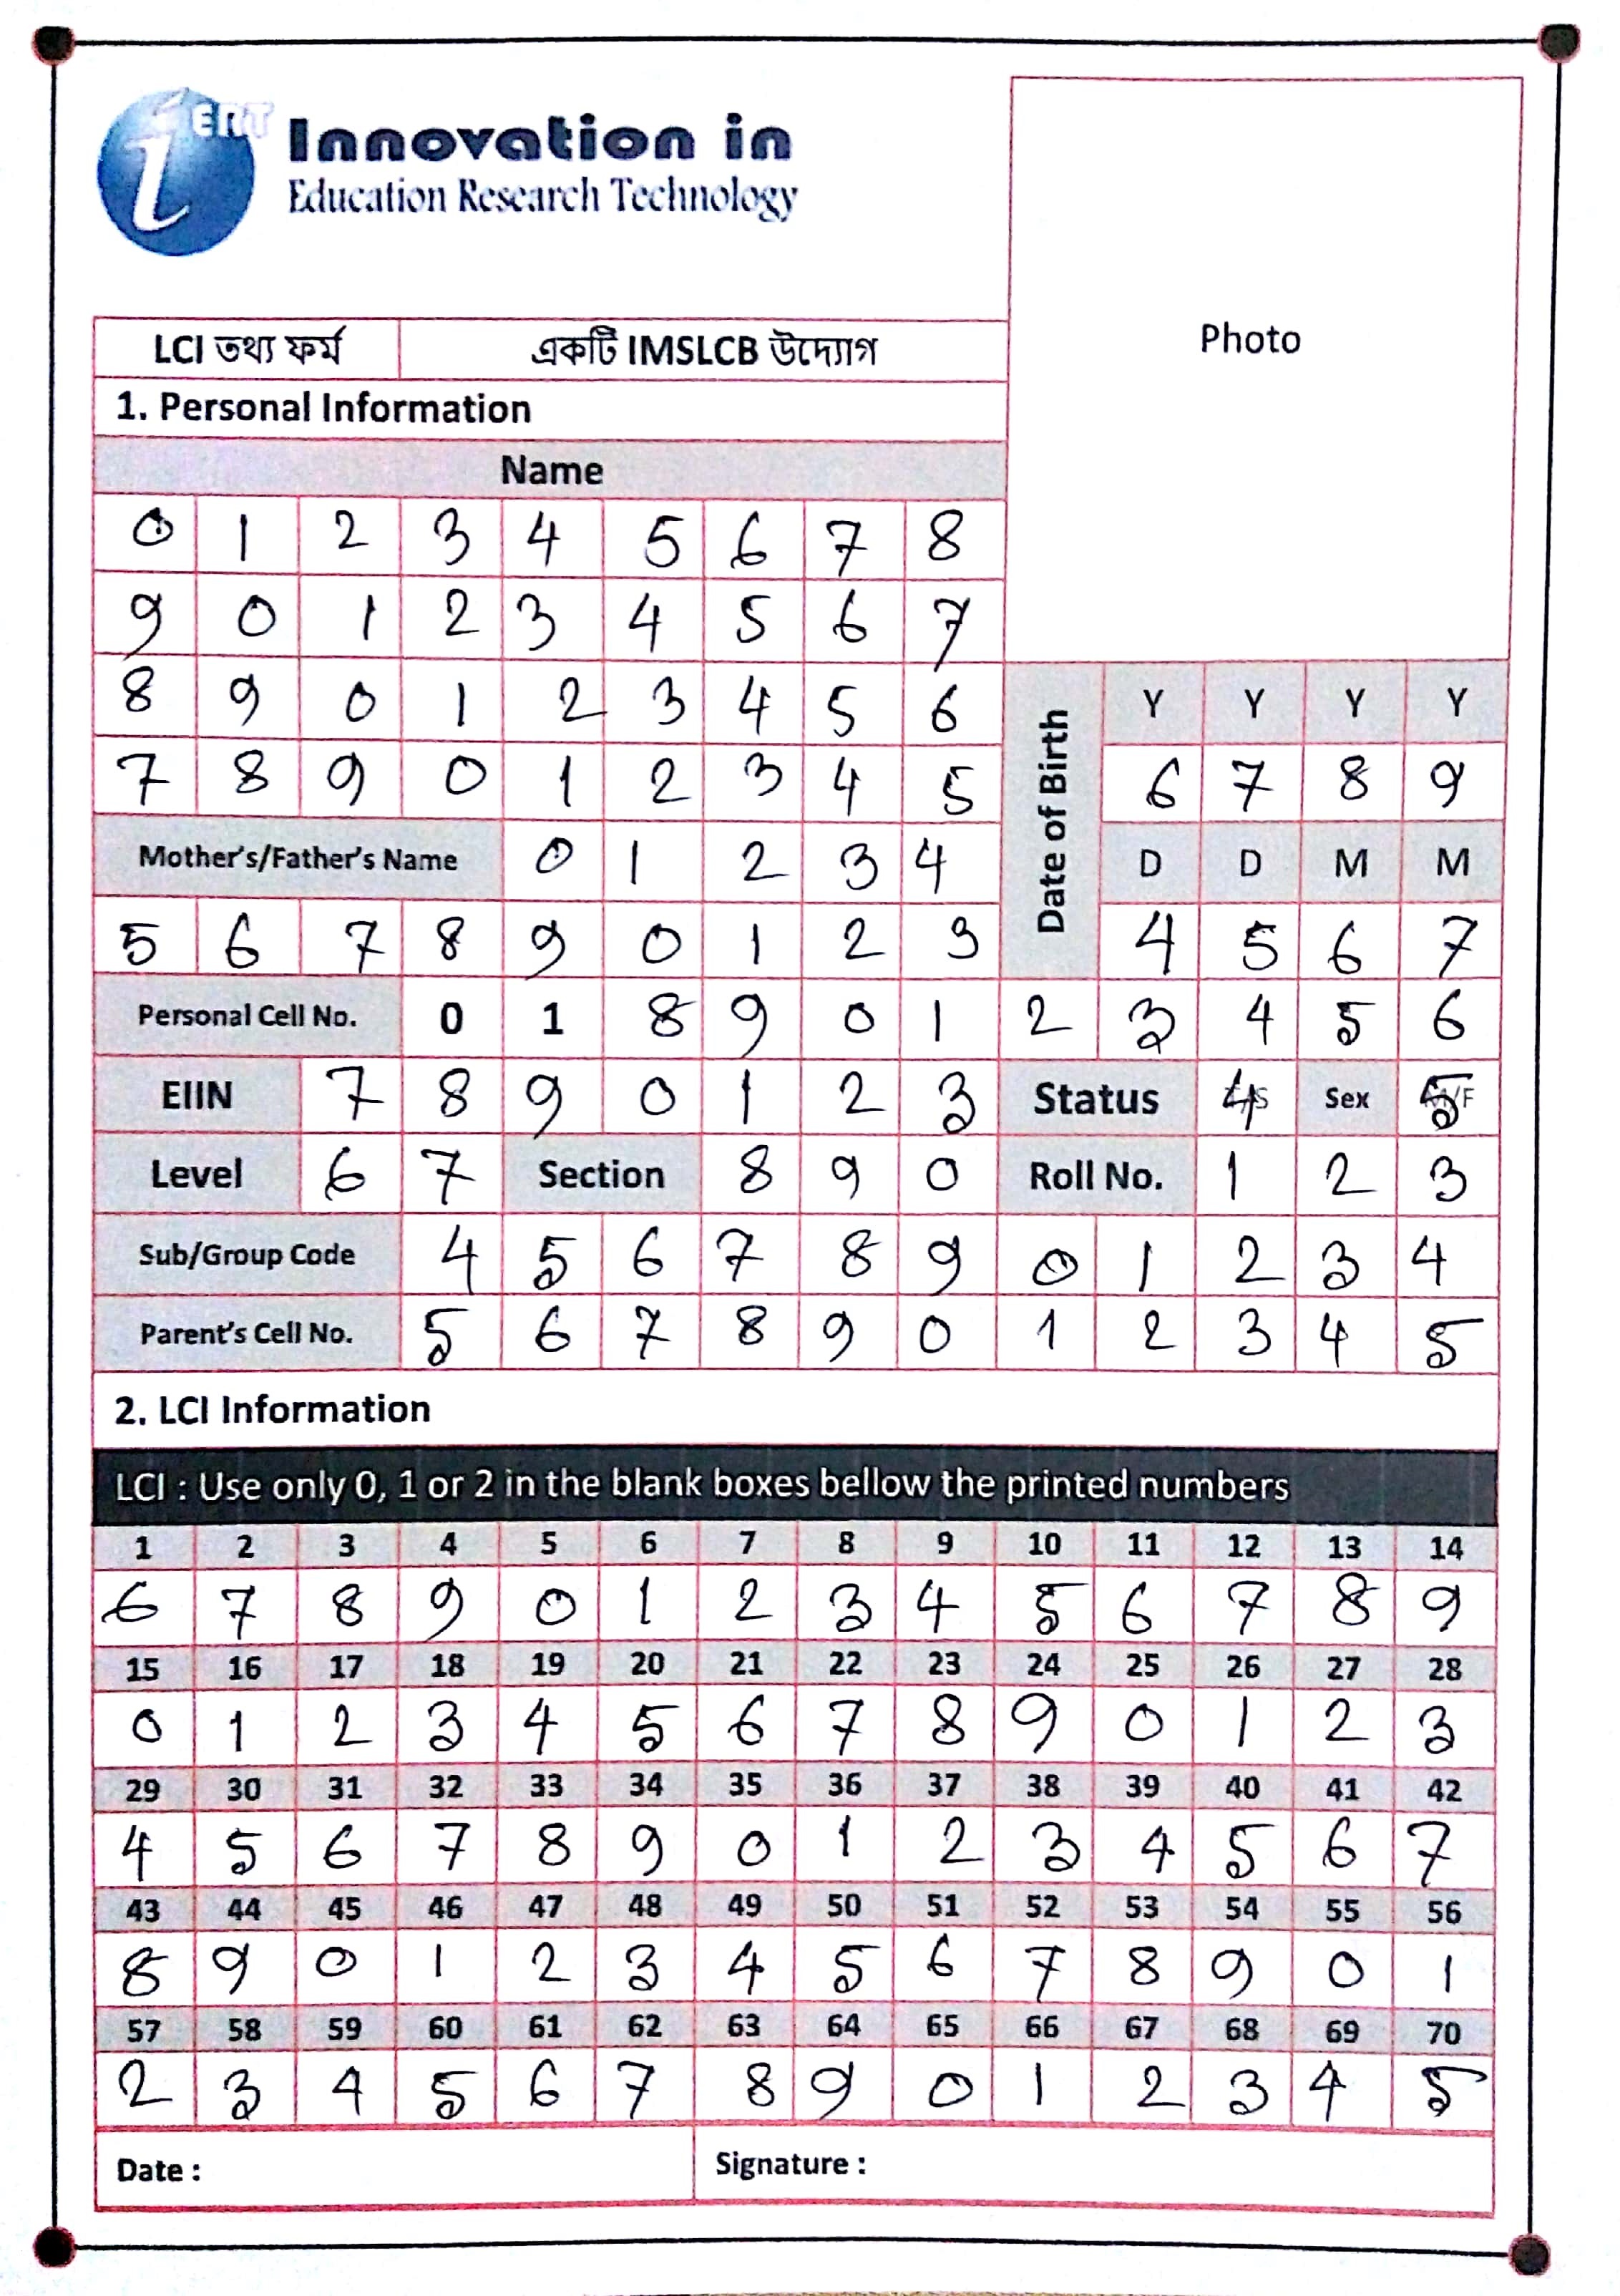 iERT Innovation in
Education Research Technology
Photo
LCI তথ্য ফর্ম একটি IMSLCB উদ্যোগ
1. Personal Information
Name
0 1 2 3 4 5 6 7 8
9 0 1 2 3 4 5 6 7
8 9 0 1 2 3 4 5 6
7 8 9 0 1 2 3 4 5
Date of Birth
Y Y Y Y
6 7 8 9
D D M M
4 5 6 7
Mother's/Father's Name 0 1 2 3 4
5 6 7 8 9 0 1 2 3
Personal Cell No. 0 1 8 9 0 1 2 3 4 5 6
EIIN 7 8 9 0 1 2 3 Status 4 Sex 5
Level 6 7 Section 8 9 0 Roll No. 1 2 3
Sub/Group Code 4 5 6 7 8 9 0 1 2 3 4
Parent's Cell No. 5 6 7 8 9 0 1 2 3 4 5
2. LCI Information
LCI : Use only 0, 1 or 2 in the blank boxes bellow the printed numbers
1 2 3 4 5 6 7 8 9 10 11 12 13 14
6 7 8 9 0 1 2 3 4 5 6 7 8 9
15 16 17 18 19 20 21 22 23 24 25 26 27 28
0 1 2 3 4 5 6 7 8 9 0 1 2 3
29 30 31 32 33 34 35 36 37 38 39 40 41 42
4 5 6 7 8 9 0 1 2 3 4 5 6 7
43 44 45 46 47 48 49 50 51 52 53 54 55 56
8 9 0 1 2 3 4 5 6 7 8 9 0 1
57 58 59 60 61 62 63 64 65 66 67 68 69 70
2 3 4 5 6 7 8 9 0 1 2 3 4 5
Date : Signature :